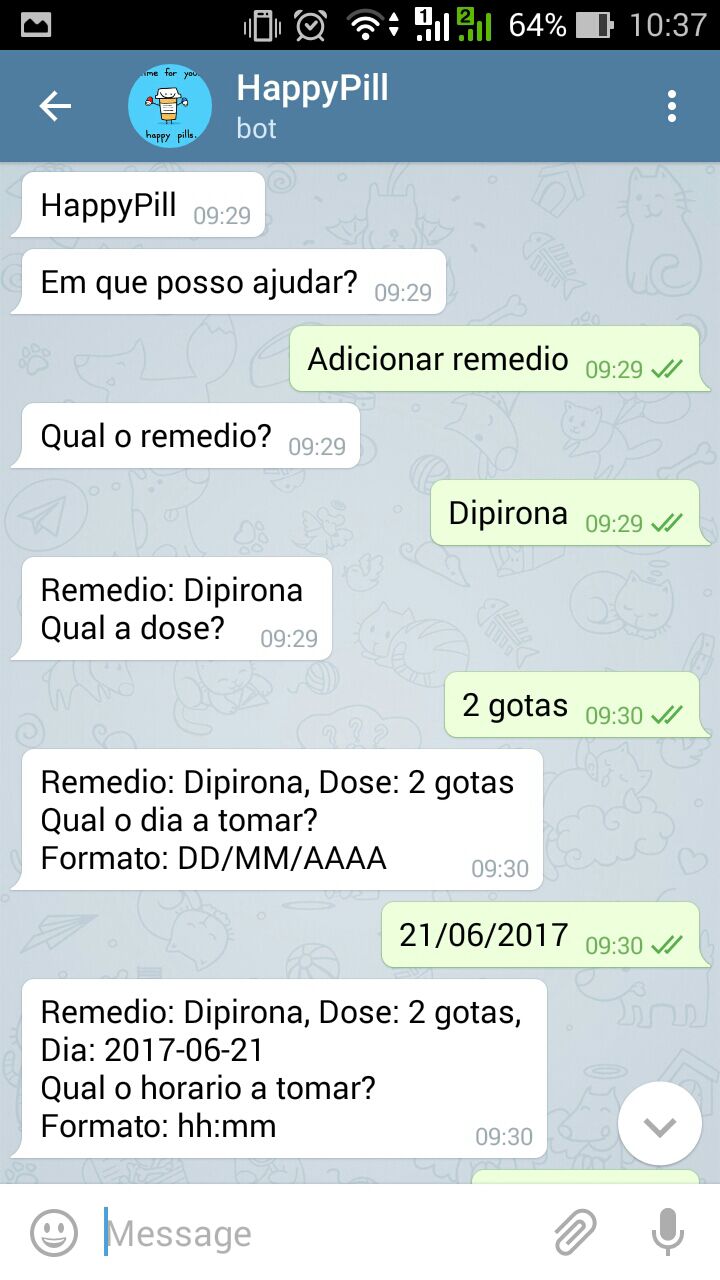 1 2 64% 10:37
me for you
happy pills.
HappyPill
bot
HappyPill 09:29
Em que posso ajudar? 09:29
Adicionar remedio 09:29
Qual o remedio? 09:29
Dipirona 09:29
Remedio: Dipirona
Qual a dose? 09:29
2 gotas 09:30
Remedio: Dipirona, Dose: 2 gotas
Qual o dia a tomar?
Formato: DD/MM/AAAA 09:30
21/06/2017 09:30
Remedio: Dipirona, Dose: 2 gotas,
Dia: 2017-06-21
Qual o horario a tomar?
Formato: hh:mm 09:30
Message